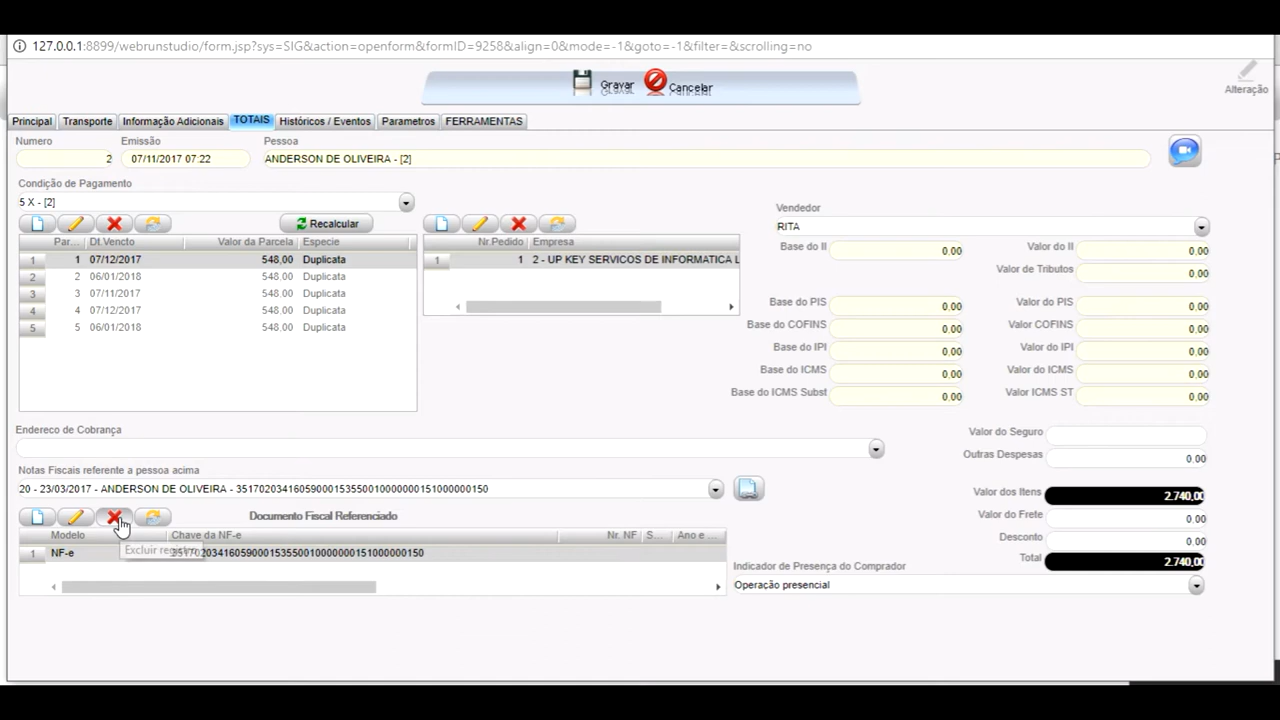 127.0.0.1:8899/webrunstudio/form.jsp?sys=SIG&action=openform&formID=9258&align=0&mode=-1&goto=-1&filter=&scrolling=no
Gravar Cancelar
Alteração
Principal Transporte Informação Adicionais TOTAIS Históricos / Eventos Parametros FERRAMENTAS
Numero Emissão Pessoa
2 07/11/2017 07:22 ANDERSON DE OLIVEIRA - [2]
Condição de Pagamento
5 X - [2]
Recalcular
Par... Dt.Vencto Valor da Parcela Especie
1 1 07/12/2017 548,00 Duplicata
2 2 06/01/2018 548,00 Duplicata
3 3 07/11/2017 548,00 Duplicata
4 4 07/12/2017 548,00 Duplicata
5 5 06/01/2018 548,00 Duplicata
Nr.Pedido Empresa
1 1 2 - UP KEY SERVICOS DE INFORMATICA L
Vendedor
RITA
Base do II 0,00 Valor do II 0,00
Valor de Tributos 0,00
Base do PIS 0,00 Valor do PIS 0,00
Base do COFINS 0,00 Valor COFINS 0,00
Base do IPI 0,00 Valor do IPI 0,00
Base do ICMS 0,00 Valor do ICMS 0,00
Base do ICMS Subst 0,00 Valor ICMS ST 0,00
Endereco de Cobrança
Notas Fiscais referente a pessoa acima
20 - 23/03/2017 - ANDERSON DE OLIVEIRA - 35170203416059000153550010000000151000000150
Documento Fiscal Referenciado
Modelo Chave da NF-e Nr. NF S... Ano e ...
1 NF-e 35170203416059000153550010000000151000000150
Excluir registro
Valor do Seguro
Outras Despesas 0,00
Valor dos Itens 2.740,00
Valor do Frete 0,00
Desconto 0,00
Total 2.740,00
Indicador de Presença do Comprador
Operação presencial